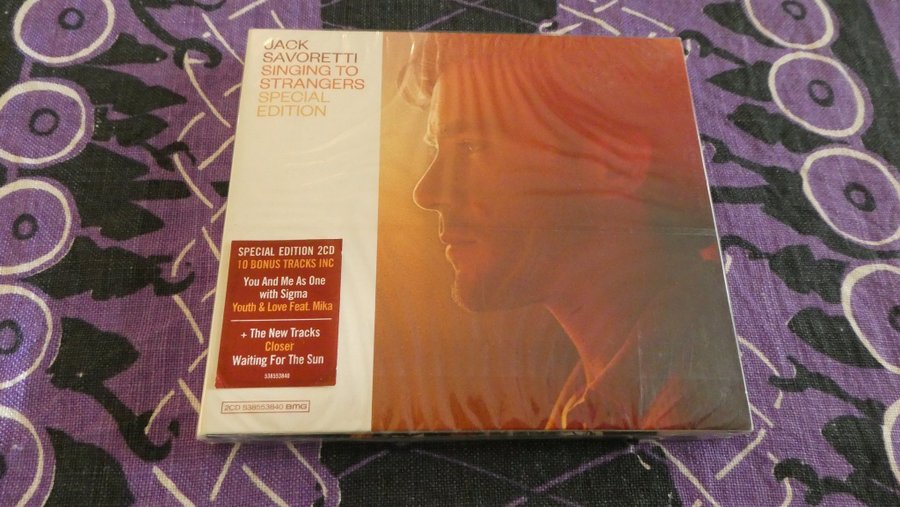 JACK
SAVORETTI
SINGING TO
STRANGERS
SPECIAL
EDITION
SPECIAL EDITION 2CD
10 BONUS TRACKS INC
You And Me As One
with Sigma
Youth & Love Feat. Mika
+ The New Tracks
Closer
Waiting For The Sun
538553840
2CD 538553840 BMG